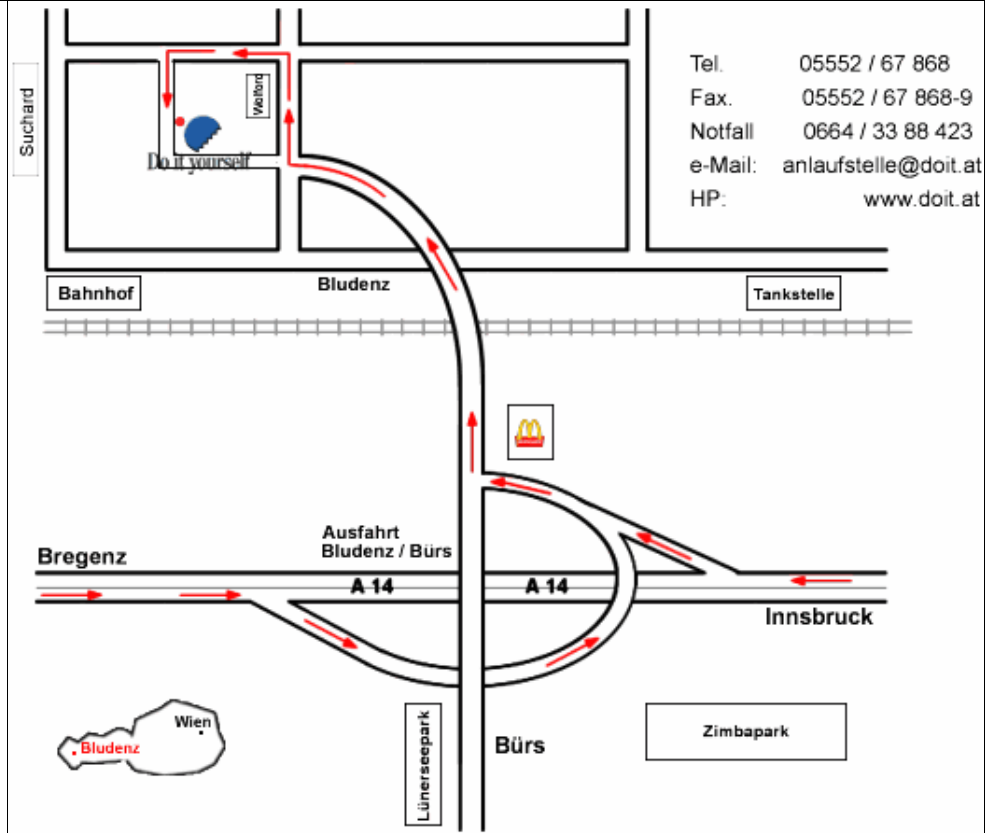 Tel. 05552 / 67 868
Fax. 05552 / 67 868-9
Notfall 0664 / 33 88 423
e-Mail: anlaufstelle@doit.at
HP: www.doit.at
Suchard
Wolford
Do it yourself
Bahnhof
Bludenz
Tankstelle
Ausfahrt
Bludenz / Bürs
Bregenz
A 14
A 14
Innsbruck
Wien
Bludenz
Lünerseepark
Bürs
Zimbapark